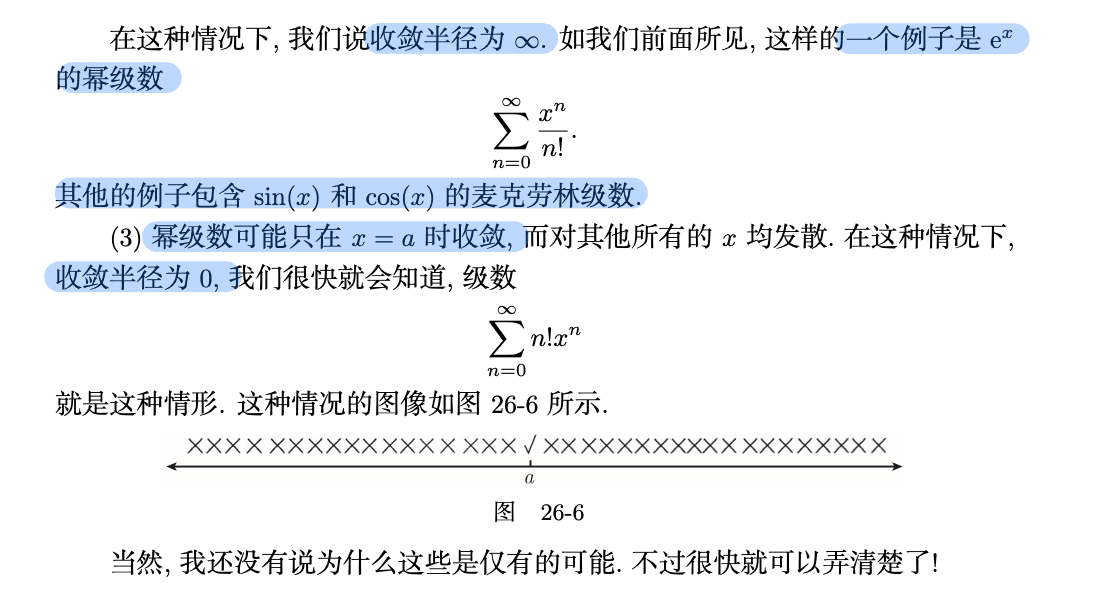 在这种情况下, 我们说收敛半径为 ∞. 如我们前面所见, 这样的一个例子是 eˣ
的幂级数
∑_{n=0}^{∞} xⁿ/n!.
其他的例子包含 sin(x) 和 cos(x) 的麦克劳林级数.
(3) 幂级数可能只在 x = a 时收敛, 而对其他所有的 x 均发散. 在这种情况下,
收敛半径为 0, 我们很快就会知道, 级数
∑_{n=0}^{∞} n!xⁿ
就是这种情形. 这种情况的图像如图 26-6 所示.
×××××××××××××××××√××××××××××××××××××
a
图 26-6
当然, 我还没有说为什么这些是仅有的可能. 不过很快就可以弄清楚了!